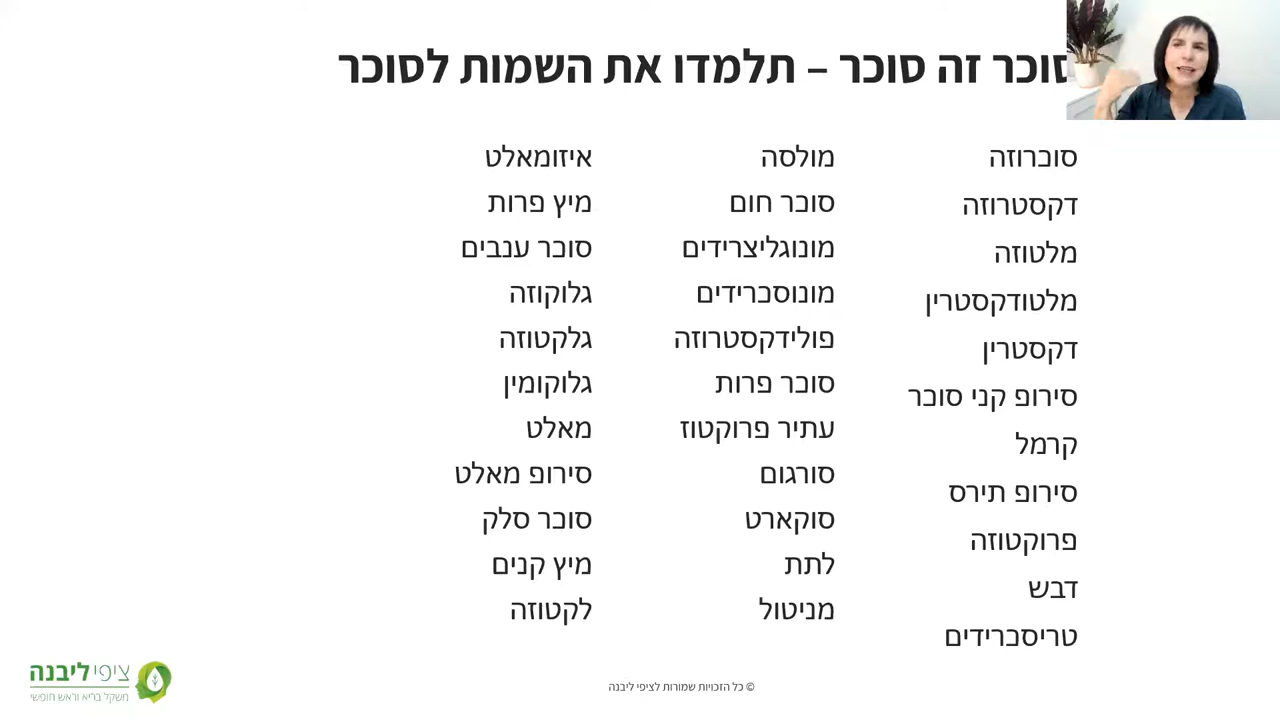 סוכר זה סוכר – תלמדו את השמות לסוכר
סוכרוזה
דקסטרוזה
מלטוזה
מלטודקסטרין
דקסטרין
סירופ קני סוכר
קרמל
סירופ תירס
פרוקטוזה
דבש
טריסכרידים
מולסה
סוכר חום
מונוגליצרידים
מונוסכרידים
פולידקסטרוזה
סוכר פרות
עתיר פרוקטוז
סורגום
סוקארט
לתת
מניטול
איזומאלט
מיץ פרות
סוכר ענבים
גלוקוזה
גלקטוזה
גלוקומין
מאלט
סירופ מאלט
סוכר סלק
מיץ קנים
לקטוזה
ציפי ליבנה
משקל בריא וראש חופשי
© כל הזכויות שמורות לציפי ליבנה